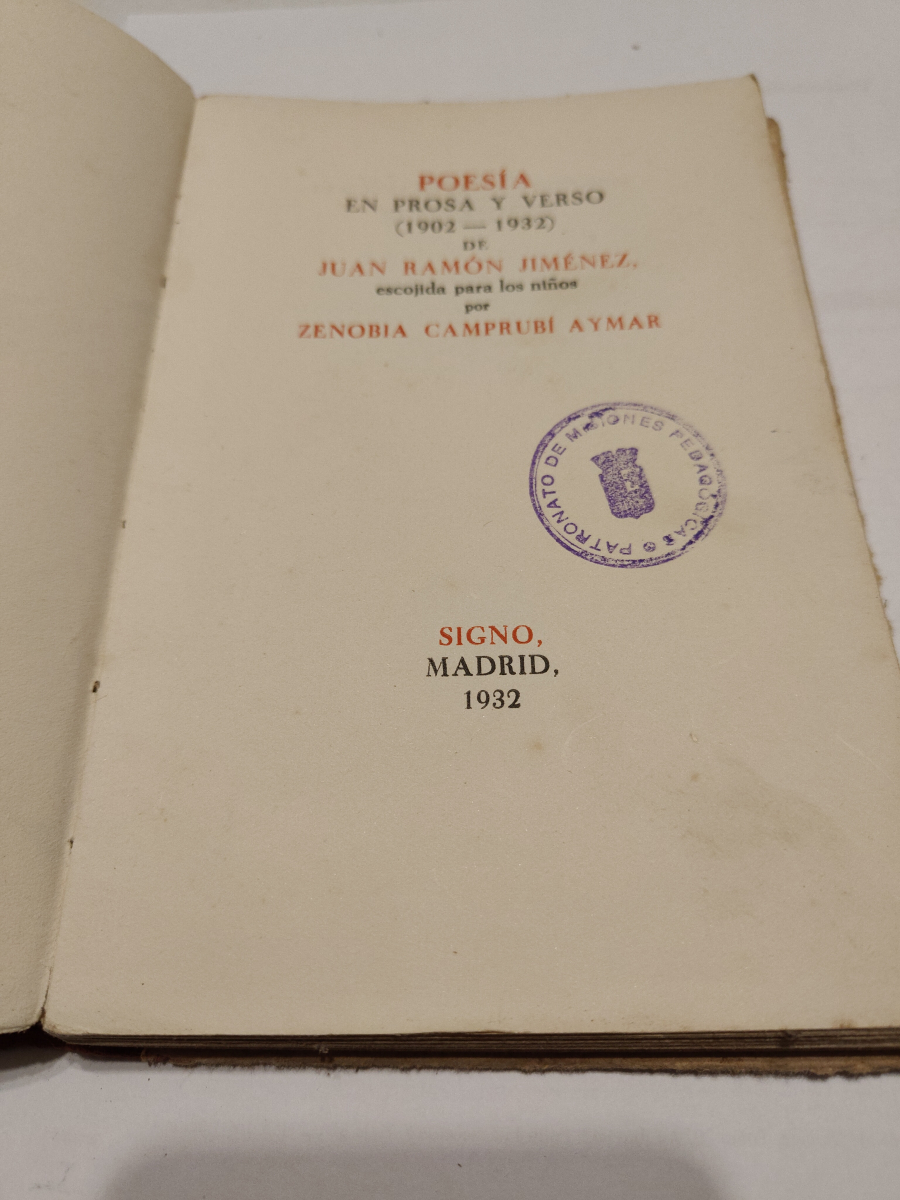 POESÍA
EN PROSA Y VERSO
(1902 — 1932)
DE
JUAN RAMÓN JIMÉNEZ,
escojida para los niños
por
ZENOBIA CAMPRUBÍ AYMAR
PATRONATO DE MISIONES PEDAGÓGICAS
SIGNO,
MADRID,
1932